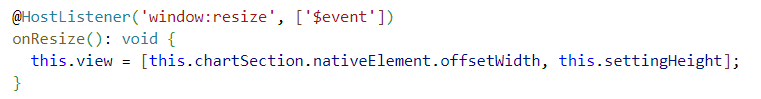 @HostListener('window:resize', ['$event'])
onResize(): void {
  this.view = [this.chartSection.nativeElement.offsetWidth, this.settingHeight];
}